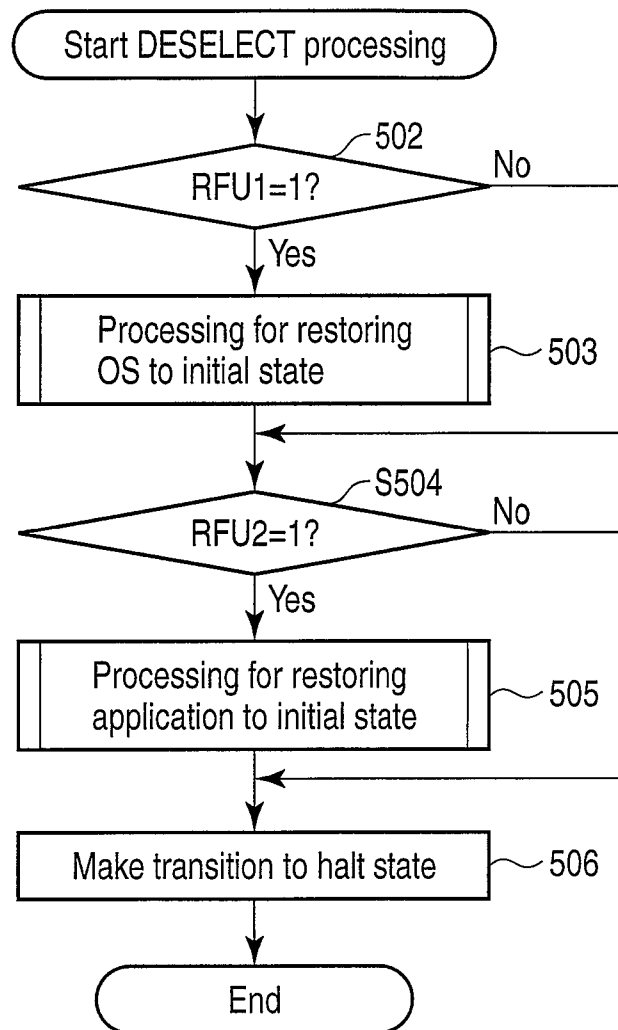 Start DESELECT processing
502
RFU1=1?
No
Yes
Processing for restoring
OS to initial state
503
S504
RFU2=1?
No
Yes
Processing for restoring
application to initial state
505
Make transition to halt state
506
End